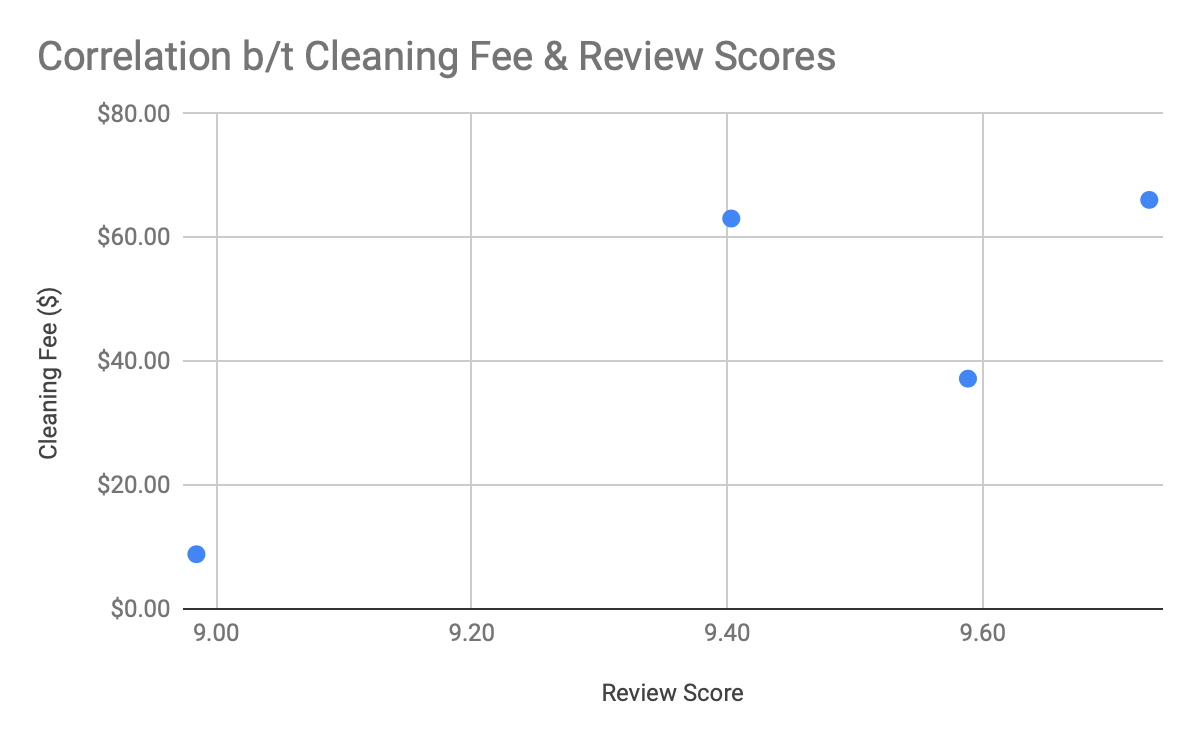 Correlation b/t Cleaning Fee & Review Scores
$80.00
$60.00
$40.00
$20.00
$0.00
Cleaning Fee ($)
9.00 9.20 9.40 9.60
Review Score